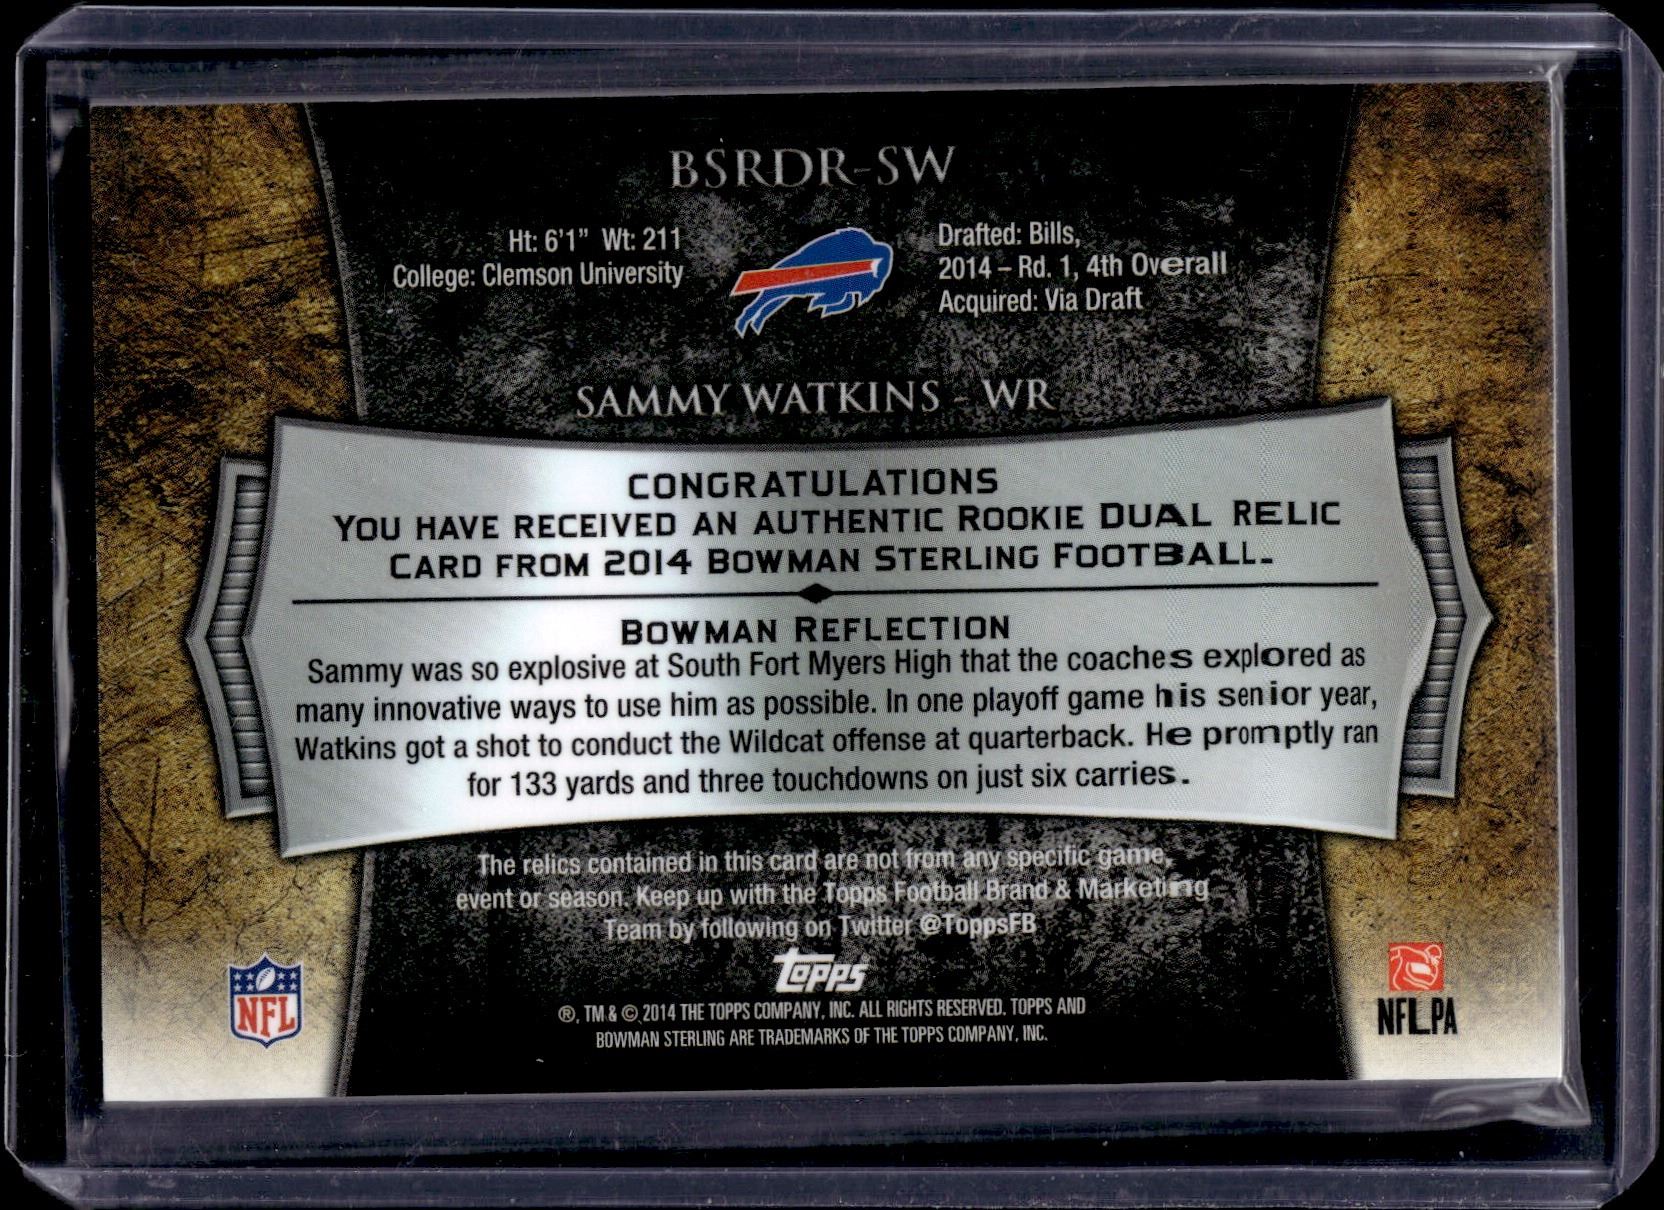 BSRDR-SW
Ht: 6'1" Wt: 211
College: Clemson University
Drafted: Bills,
2014 – Rd. 1, 4th Overall
Acquired: Via Draft
SAMMY WATKINS - WR
CONGRATULATIONS
YOU HAVE RECEIVED AN AUTHENTIC ROOKIE DUAL RELIC
CARD FROM 2014 BOWMAN STERLING FOOTBALL.
BOWMAN REFLECTION
Sammy was so explosive at South Fort Myers High that the coaches explored as
many innovative ways to use him as possible. In one playoff game his senior year,
Watkins got a shot to conduct the Wildcat offense at quarterback. He promptly ran
for 133 yards and three touchdowns on just six carries.
The relics contained in this card are not from any specific game,
event or season. Keep up with the Topps Football Brand & Marketing
Team by following on Twitter @ToppsFB
topps
®, TM & © 2014 THE TOPPS COMPANY, INC. ALL RIGHTS RESERVED. TOPPS AND
BOWMAN STERLING ARE TRADEMARKS OF THE TOPPS COMPANY, INC.
NFL
NFLPA